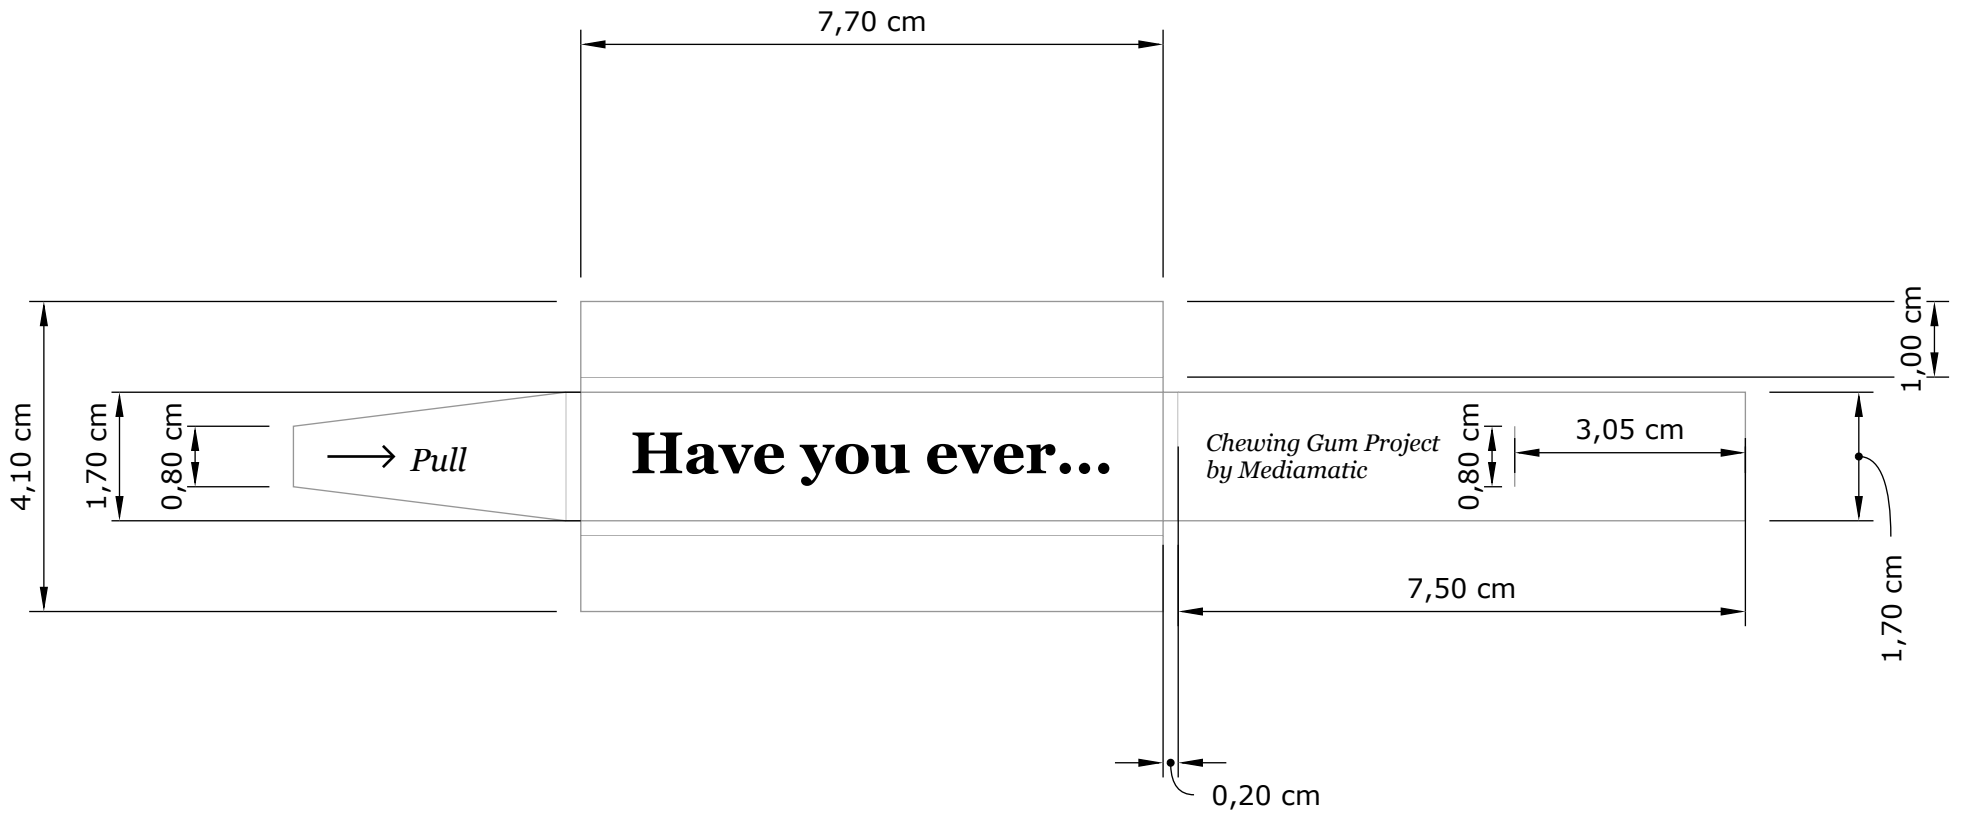 7,70 cm
1,00 cm
4,10 cm
1,70 cm
0,80 cm
Pull
Have you ever...
Chewing Gum Project
by Mediamatic
0,80 cm
3,05 cm
7,50 cm
1,70 cm
0,20 cm